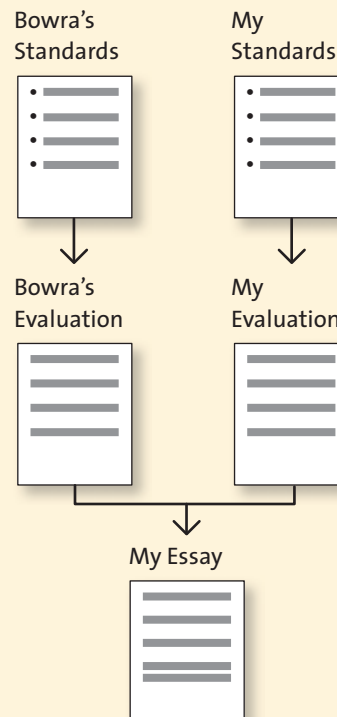 Bowra's
Standards
My
Standards
Bowra's
Evaluation
My
Evaluation
My Essay